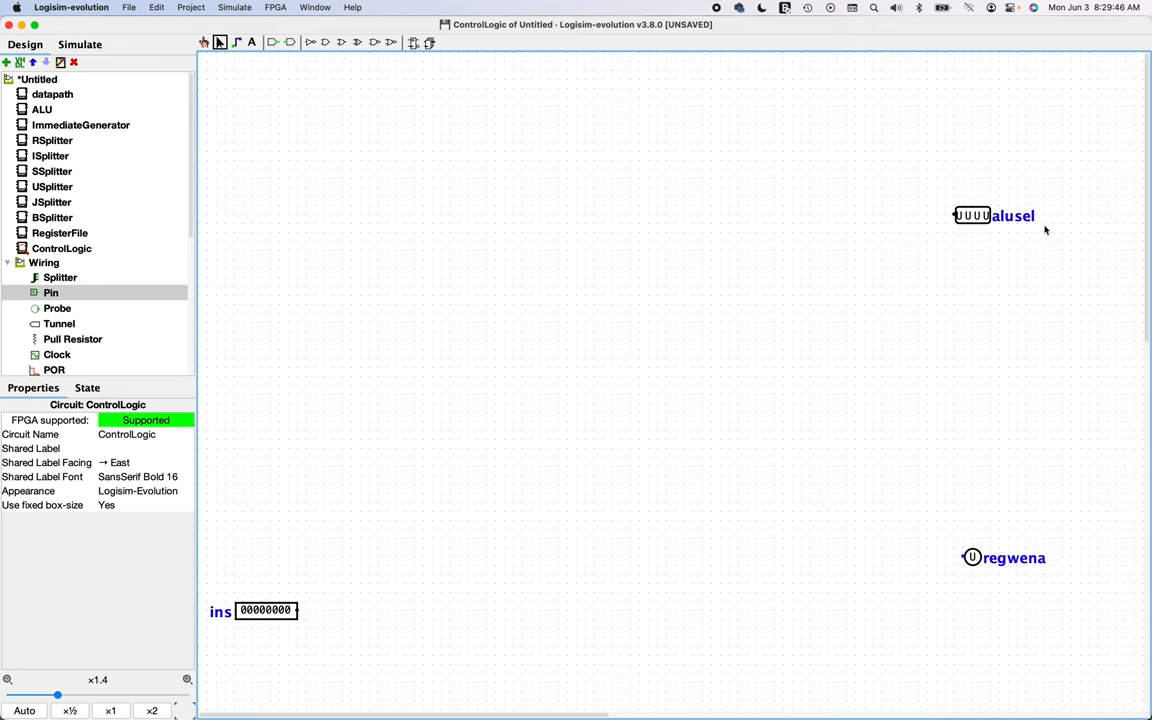 Logisim-evolution File Edit Project Simulate FPGA Window Help Mon Jun 3 8:29:46 AM
ControlLogic of Untitled · Logisim-evolution v3.8.0 [UNSAVED]
Design Simulate
A
*Untitled
datapath
ALU
ImmediateGenerator
RSplitter
ISplitter
SSplitter
USplitter
JSplitter
BSplitter
RegisterFile
ControlLogic
Wiring
Splitter
Pin
Probe
Tunnel
Pull Resistor
Clock
POR
UUUU alusel
U regwena
ins 00000000
Properties State
Circuit: ControlLogic
FPGA supported: Supported
Circuit Name ControlLogic
Shared Label
Shared Label Facing → East
Shared Label Font SansSerif Bold 16
Appearance Logisim-Evolution
Use fixed box-size Yes
x1.4
Auto x½ x1 x2